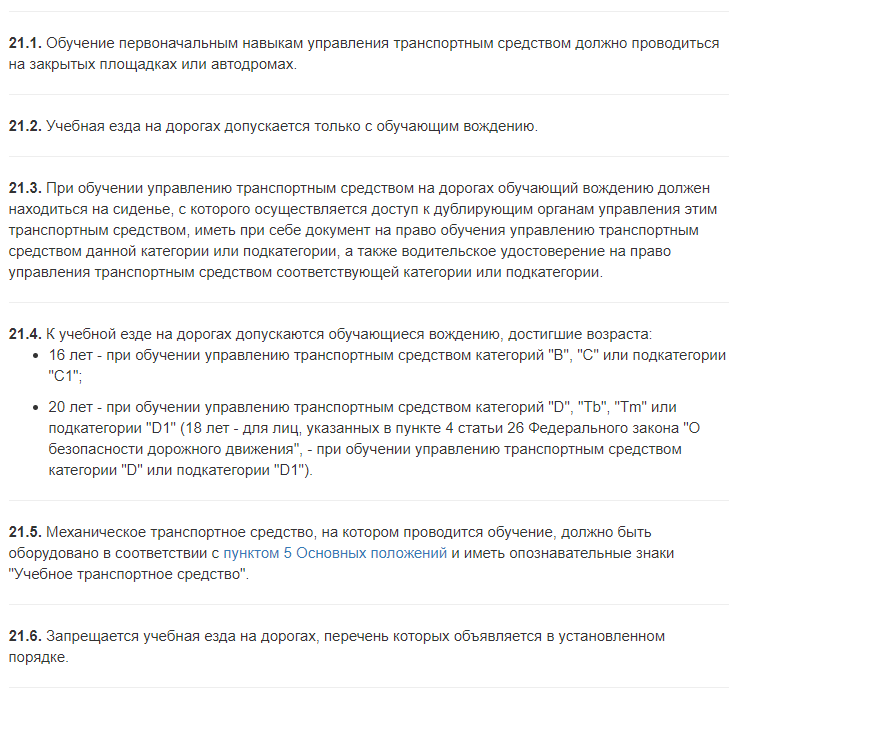 21.1. Обучение первоначальным навыкам управления транспортным средством должно проводиться
на закрытых площадках или автодромах.
21.2. Учебная езда на дорогах допускается только с обучающим вождению.
21.3. При обучении управлению транспортным средством на дорогах обучающий вождению должен
находиться на сиденье, с которого осуществляется доступ к дублирующим органам управления этим
транспортным средством, иметь при себе документ на право обучения управлению транспортным
средством данной категории или подкатегории, а также водительское удостоверение на право
управления транспортным средством соответствующей категории или подкатегории.
21.4. К учебной езде на дорогах допускаются обучающиеся вождению, достигшие возраста:
• 16 лет - при обучении управлению транспортным средством категорий "B", "C" или подкатегории
"C1";
• 20 лет - при обучении управлению транспортным средством категорий "D", "Tb", "Tm" или
подкатегории "D1" (18 лет - для лиц, указанных в пункте 4 статьи 26 Федерального закона "О
безопасности дорожного движения", - при обучении управлению транспортным средством
категории "D" или подкатегории "D1").
21.5. Механическое транспортное средство, на котором проводится обучение, должно быть
оборудовано в соответствии с пунктом 5 Основных положений и иметь опознавательные знаки
"Учебное транспортное средство".
21.6. Запрещается учебная езда на дорогах, перечень которых объявляется в установленном
порядке.